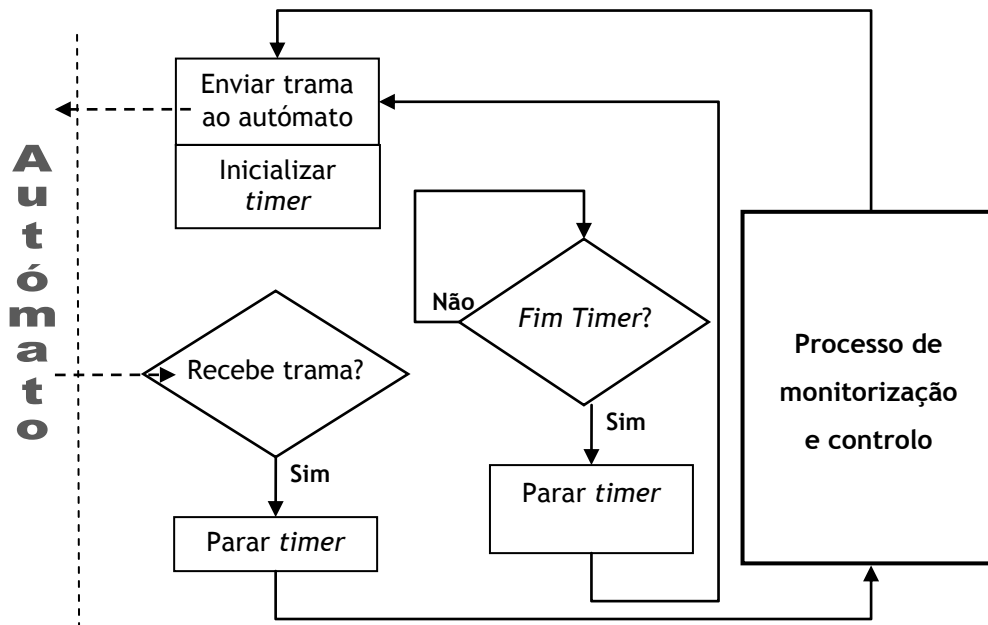 Enviar trama
ao autómato
Inicializar
timer
Autómato
Não
Fim Timer?
Sim
Recebe trama?
Sim
Parar timer
Parar timer
Processo de
monitorização
e controlo